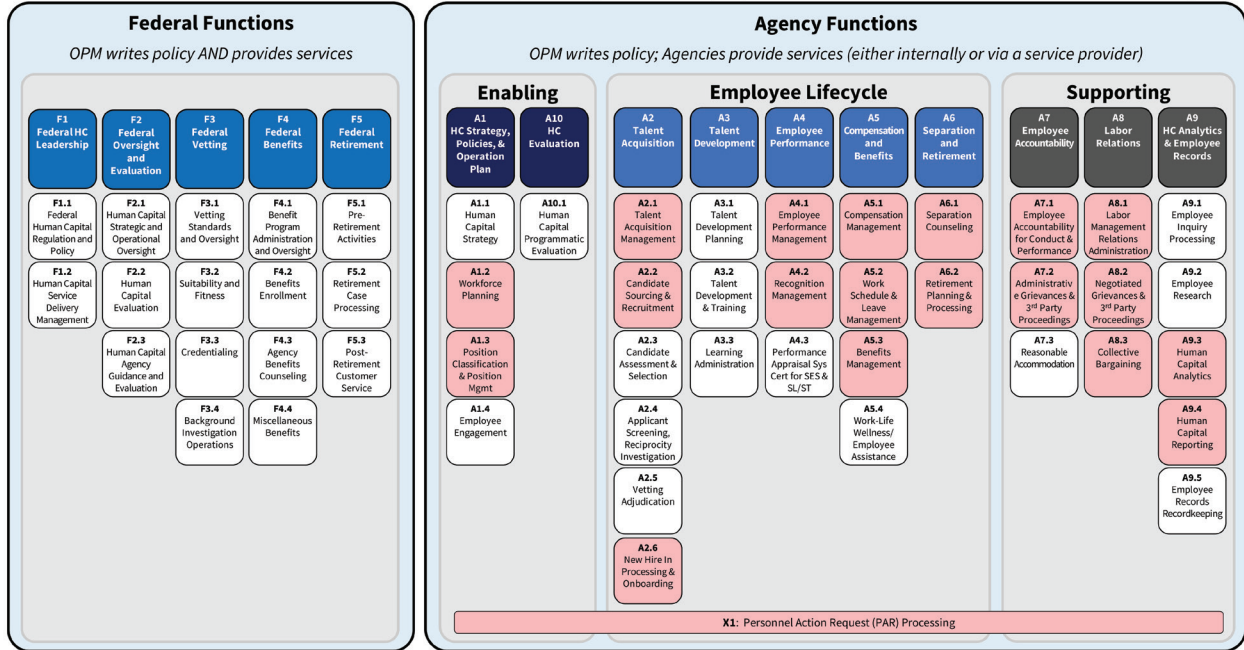 Federal Functions
OPM writes policy AND provides services
F1
Federal HC
Leadership
F2
Federal
Oversight
and
Evaluation
F3
Federal
Vetting
F4
Federal
Benefits
F5
Federal
Retirement
F1.1
Federal
Human Capital
Regulation and
Policy
F1.2
Human Capital
Service
Delivery
Management
F2.1
Human Capital
Strategic and
Operational
Oversight
F2.2
Human
Capital
Evaluation
F2.3
Human Capital
Agency
Guidance and
Evaluation
F3.1
Vetting
Standards
and Oversight
F3.2
Suitability and
Fitness
F3.3
Credentialing
F3.4
Background
Investigation
Operations
F4.1
Benefit
Program
Administration
and Oversight
F4.2
Benefits
Enrollment
F4.3
Agency
Benefits
Counseling
F4.4
Miscellaneous
Benefits
F5.1
Pre-
Retirement
Activities
F5.2
Retirement
Case
Processing
F5.3
Post-
Retirement
Customer
Service
Agency Functions
OPM writes policy; Agencies provide services (either internally or via a service provider)
Enabling
A1
HC Strategy,
Policies, &
Operation
Plan
A10
HC
Evaluation
A1.1
Human
Capital
Strategy
A1.2
Workforce
Planning
A1.3
Position
Classification
& Position
Mgmt
A1.4
Employee
Engagement
A10.1
Human
Capital
Programmatic
Evaluation
Employee Lifecycle
A2
Talent
Acquisition
A3
Talent
Development
A4
Employee
Performance
A5
Compensation
and
Benefits
A6
Separation
and
Retirement
A2.1
Talent
Acquisition
Management
A2.2
Candidate
Sourcing &
Recruitment
A2.3
Candidate
Assessment &
Selection
A2.4
Applicant
Screening,
Reciprocity
Investigation
A2.5
Vetting
Adjudication
A2.6
New Hire In
Processing &
Onboarding
A3.1
Talent
Development
Planning
A3.2
Talent
Development
& Training
A3.3
Learning
Administration
A4.1
Employee
Performance
Management
A4.2
Recognition
Management
A4.3
Performance
Appraisal Sys
Cert for SES &
SL/ST
A5.1
Compensation
Management
A5.2
Work
Schedule &
Leave
Management
A5.3
Benefits
Management
A5.4
Work-Life
Wellness/
Employee
Assistance
A6.1
Separation
Counseling
A6.2
Retirement
Planning &
Processing
Supporting
A7
Employee
Accountability
A8
Labor
Relations
A9
HC Analytics
& Employee
Records
A7.1
Employee
Accountability
for Conduct &
Performance
A7.2
Administrativ
e Grievances &
3rd Party
Proceedings
A7.3
Reasonable
Accommodation
A8.1
Labor
Management
Relations
Administration
A8.2
Negotiated
Grievances &
3rd Party
Proceedings
A8.3
Collective
Bargaining
A9.1
Employee
Inquiry
Processing
A9.2
Employee
Research
A9.3
Human
Capital
Analytics
A9.4
Human
Capital
Reporting
A9.5
Employee
Records
Recordkeeping
X1: Personnel Action Request (PAR) Processing